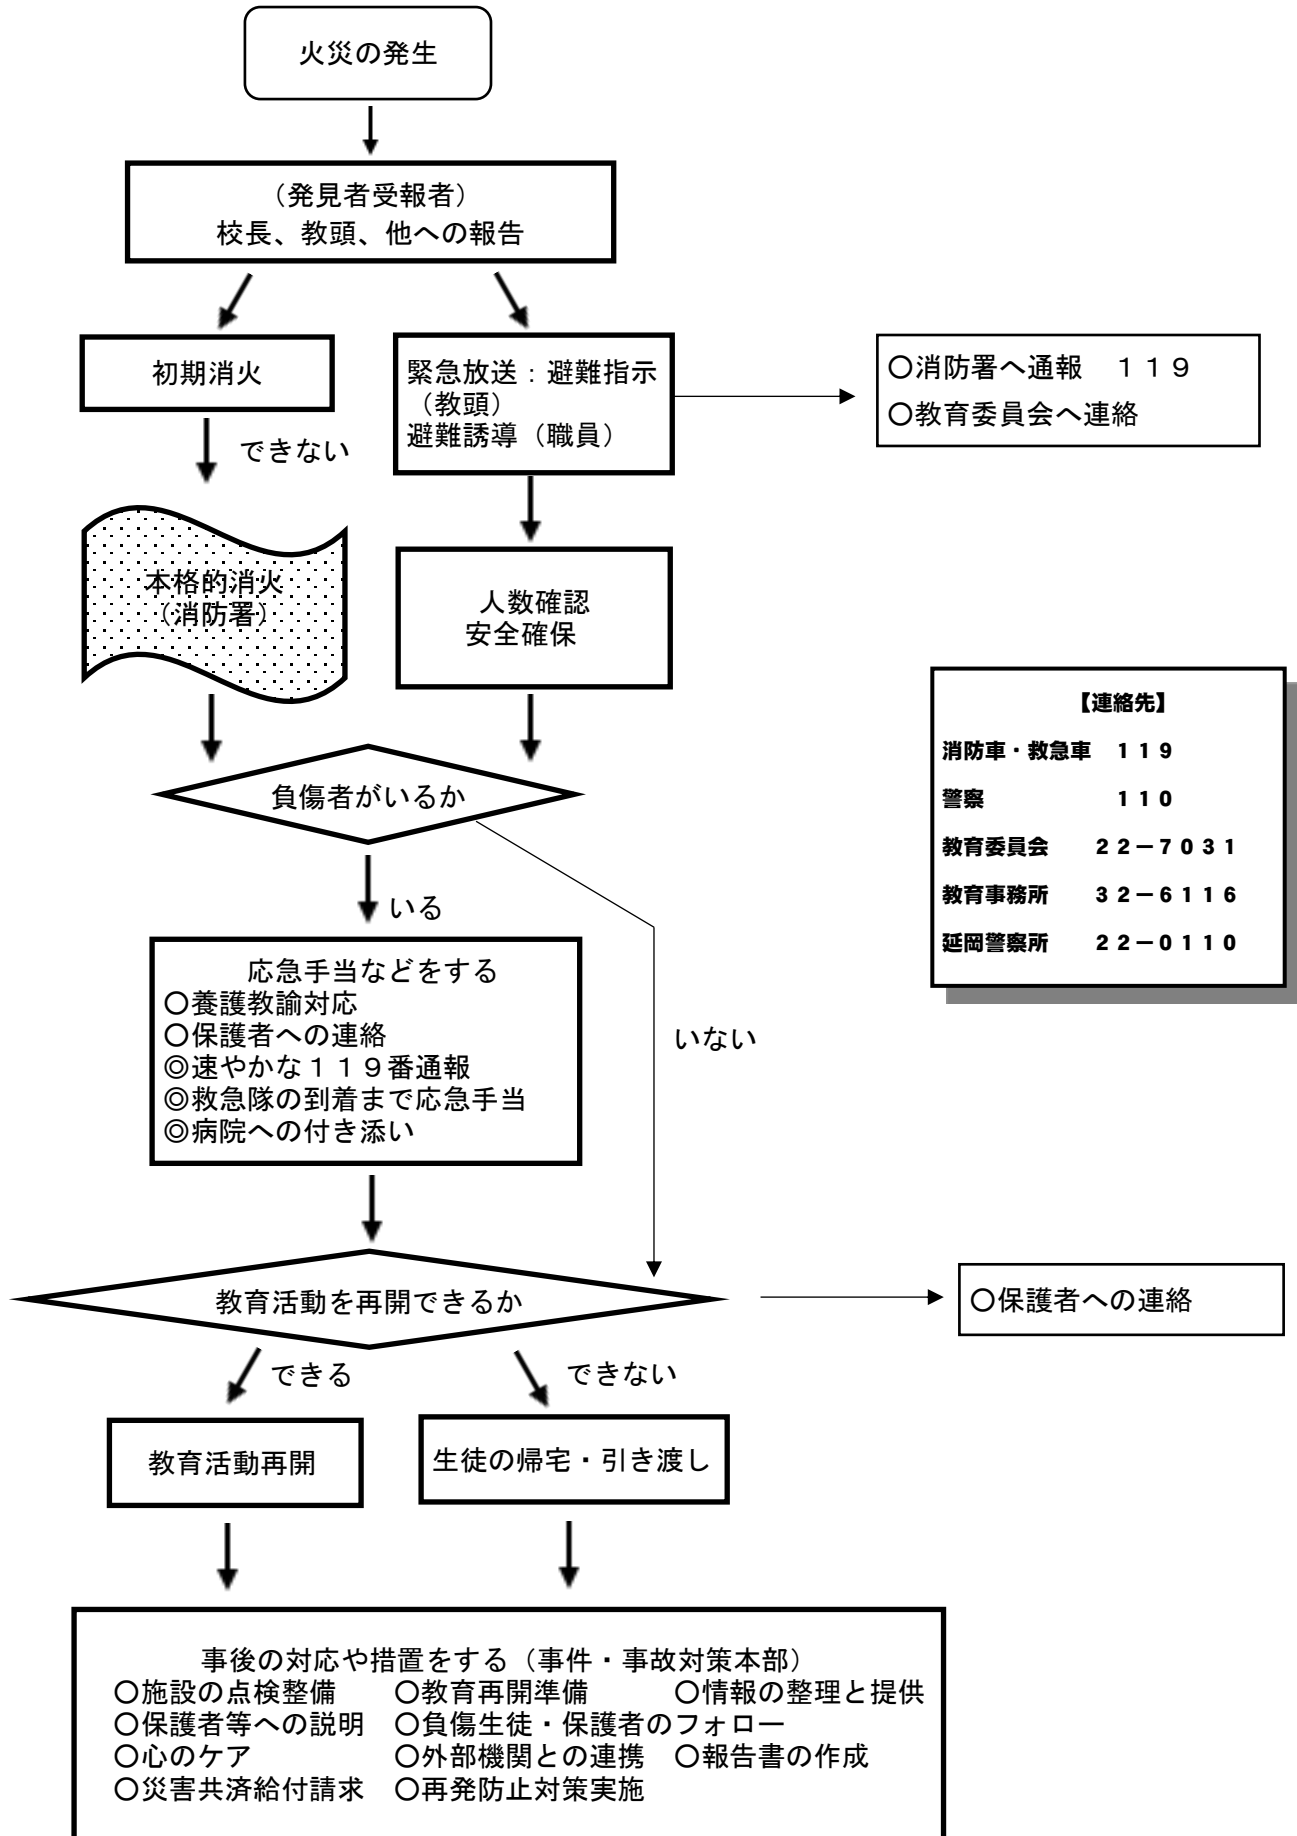 火災の発生
（発見者受報者）
校長、教頭、他への報告
初期消火
緊急放送：避難指示
（教頭）
避難誘導（職員）
〇消防署へ通報　１１９
〇教育委員会へ連絡
できない
本格的消火
（消防署）
人数確認
安全確保
【連絡先】
消防車・救急車　１１９
警察　１１０
教育委員会　２２－７０３１
教育事務所　３２－６１１６
延岡警察所　２２－０１１０
負傷者がいるか
いる
いない
応急手当などをする
〇養護教諭対応
〇保護者への連絡
◎速やかな１１９番通報
◎救急隊の到着まで応急手当
◎病院への付き添い
教育活動を再開できるか
〇保護者への連絡
できる
できない
教育活動再開
生徒の帰宅・引き渡し
事後の対応や措置をする（事件・事故対策本部）
〇施設の点検整備　〇教育再開準備　〇情報の整理と提供
〇保護者等への説明　〇負傷生徒・保護者のフォロー
〇心のケア　〇外部機関との連携　〇報告書の作成
〇災害共済給付請求　〇再発防止対策実施